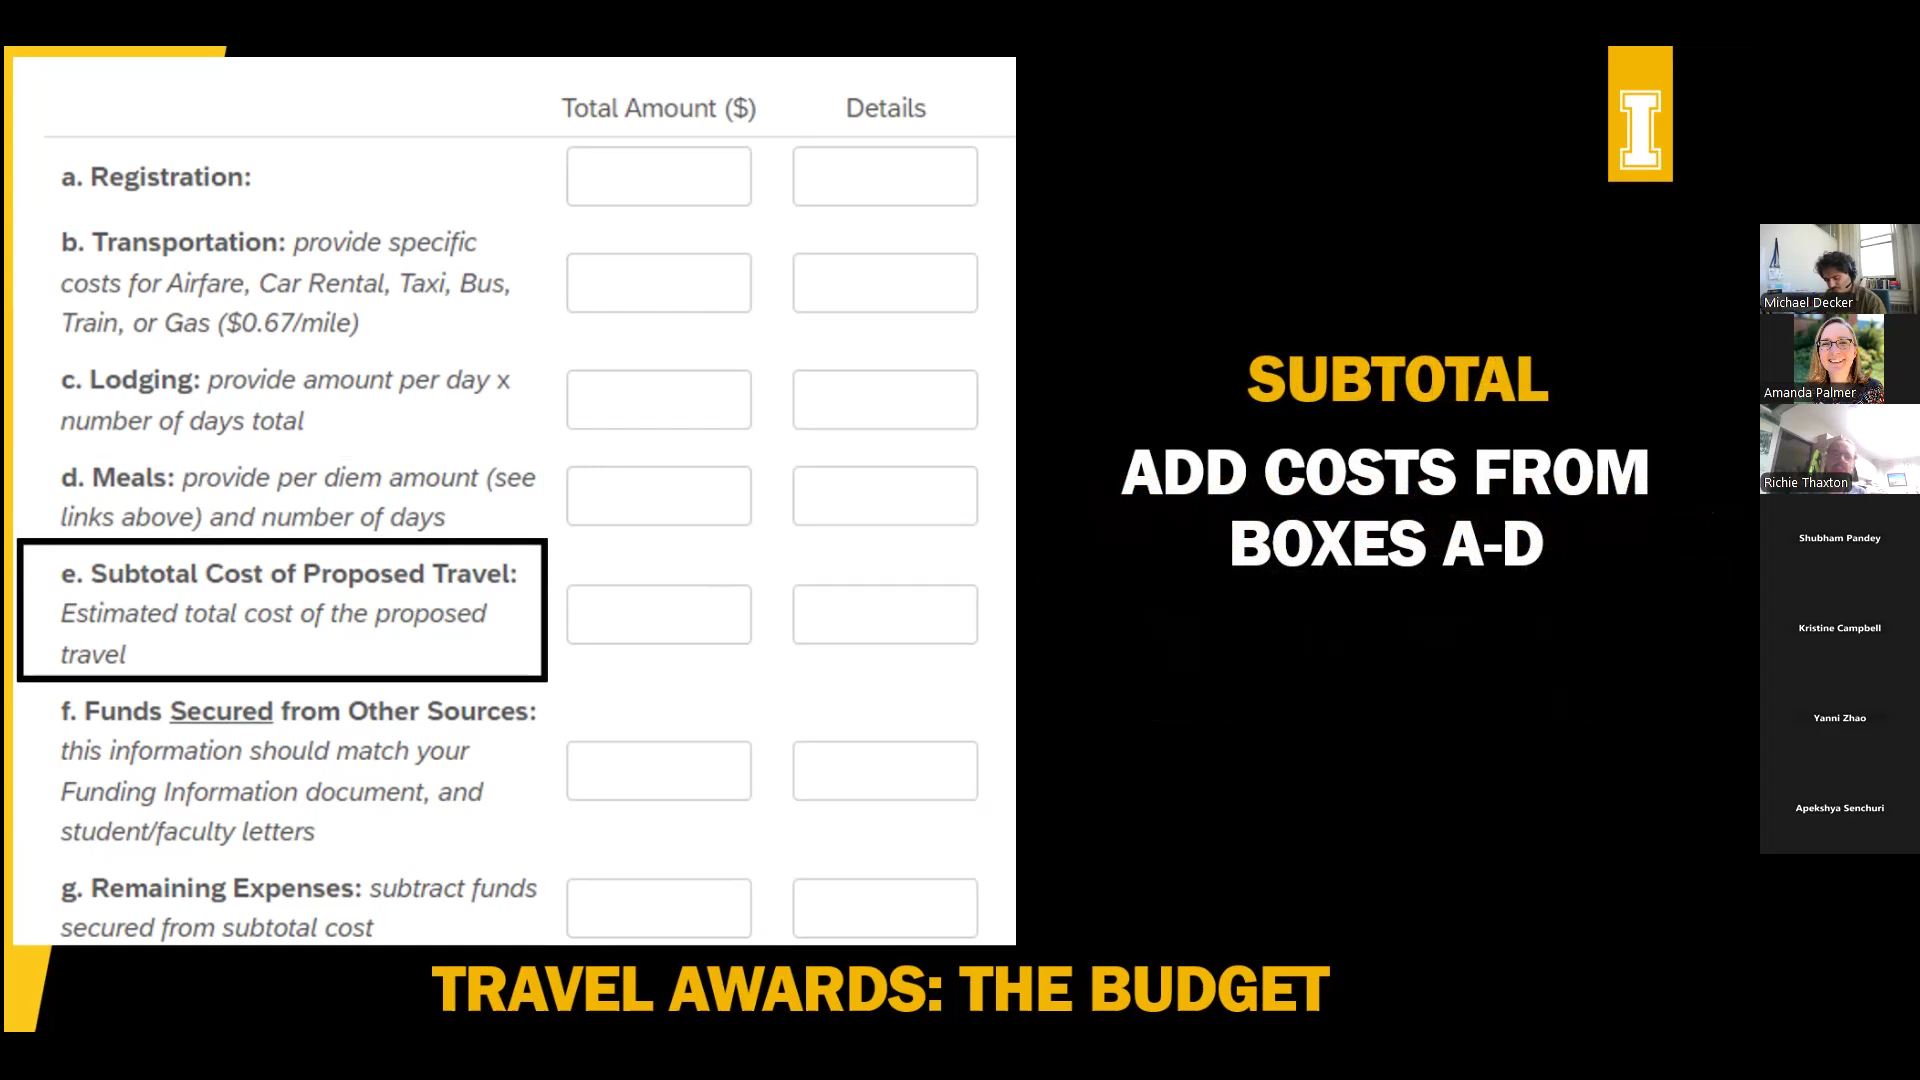 Total Amount ($) Details
a. Registration:
b. Transportation: provide specific
costs for Airfare, Car Rental, Taxi, Bus,
Train, or Gas ($0.67/mile)
c. Lodging: provide amount per day x
number of days total
d. Meals: provide per diem amount (see
links above) and number of days
e. Subtotal Cost of Proposed Travel:
Estimated total cost of the proposed
travel
f. Funds Secured from Other Sources:
this information should match your
Funding Information document, and
student/faculty letters
g. Remaining Expenses: subtract funds
secured from subtotal cost
SUBTOTAL
ADD COSTS FROM
BOXES A-D
TRAVEL AWARDS: THE BUDGET
I
Michael Decker
Amanda Palmer
Richie Thaxton
Shubham Pandey
Kristine Campbell
Yanni Zhao
Apekshya Senchuri